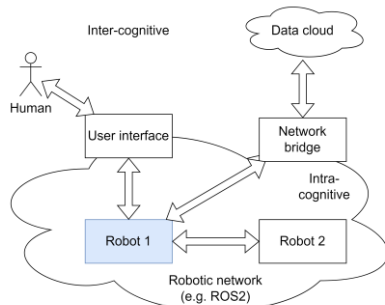 Inter-cognitive
Data cloud
Human
User interface
Network
bridge
Intra-
cognitive
Robot 1
Robot 2
Robotic network
(e.g. ROS2)